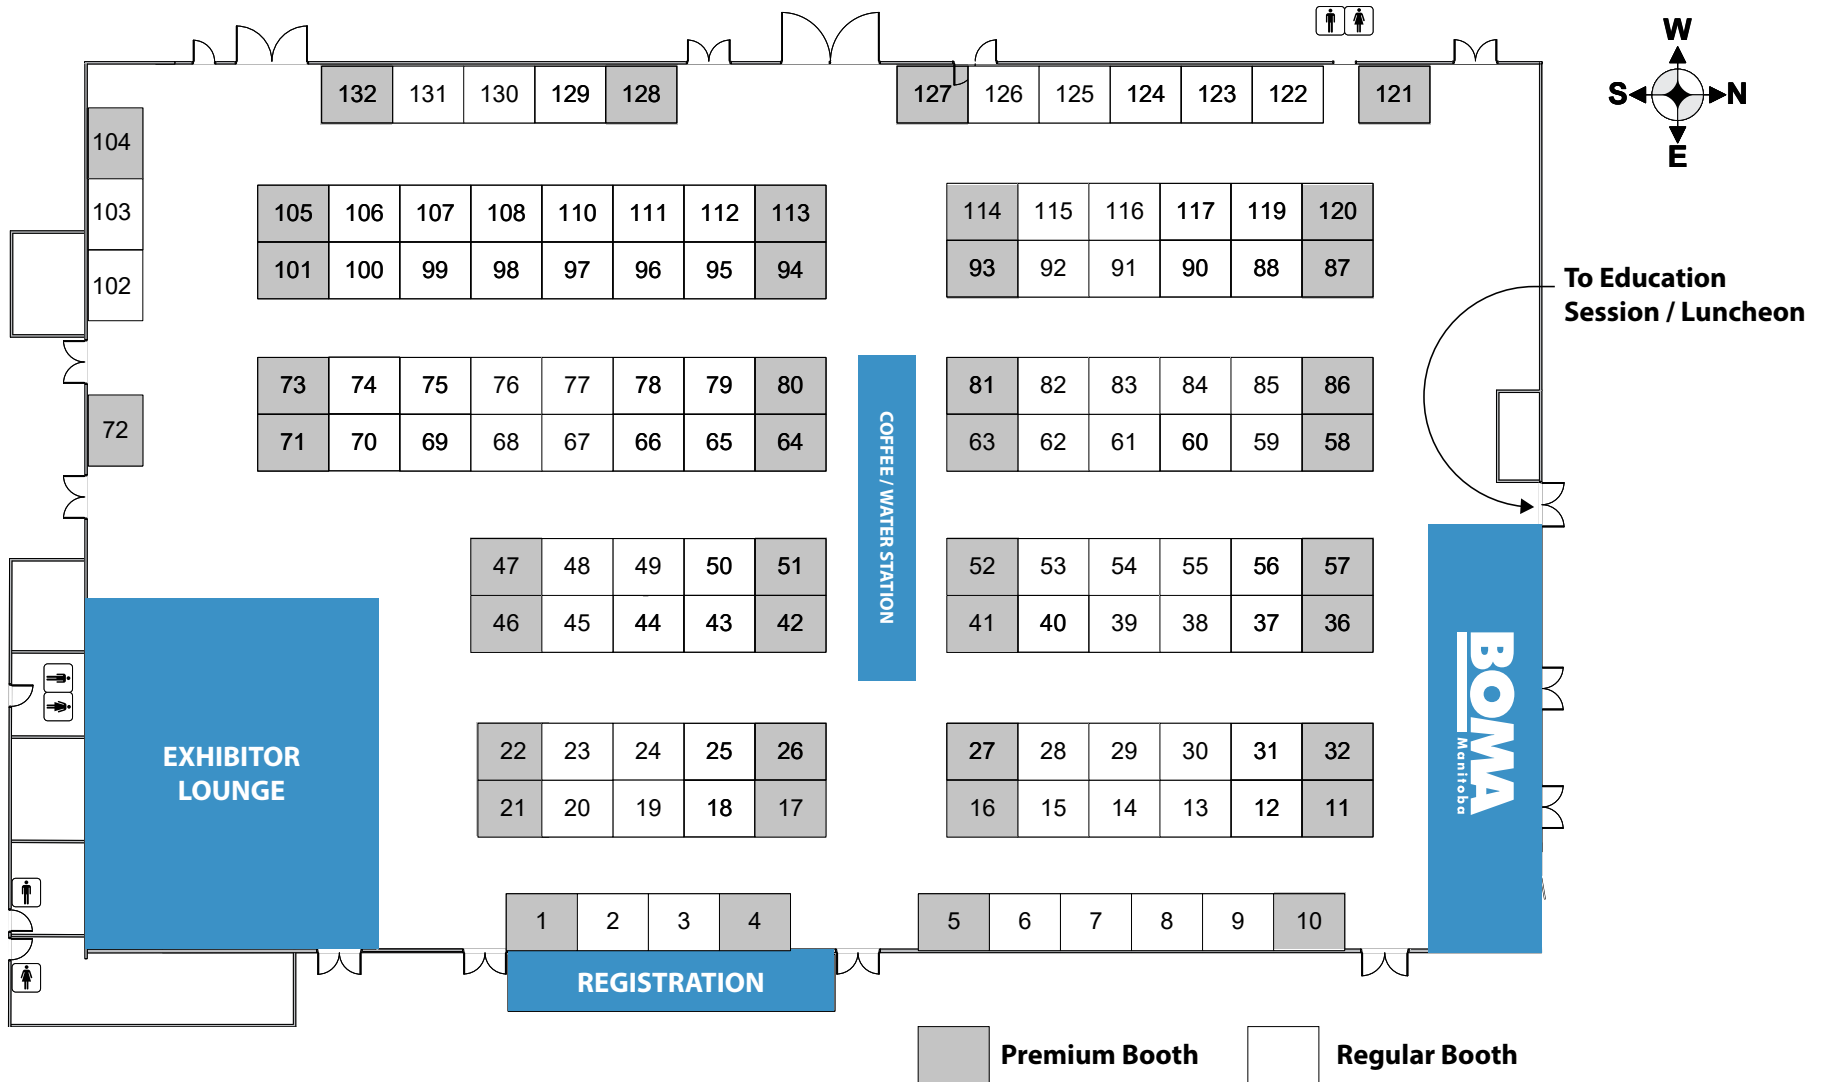 W
S N
E
132 131 130 129 128
127 126 125 124 123 122 121
104
103
102
105 106 107 108 110 111 112 113
101 100 99 98 97 96 95 94
114 115 116 117 119 120
93 92 91 90 88 87
To Education
Session / Luncheon
73 74 75 76 77 78 79 80
71 70 69 68 67 66 65 64
72
COFFEE / WATER STATION
81 82 83 84 85 86
63 62 61 60 59 58
47 48 49 50 51
46 45 44 43 42
52 53 54 55 56 57
41 40 39 38 37 36
BOMA
Manitoba
EXHIBITOR
LOUNGE
22 23 24 25 26
21 20 19 18 17
27 28 29 30 31 32
16 15 14 13 12 11
1 2 3 4
5 6 7 8 9 10
REGISTRATION
Premium Booth
Regular Booth